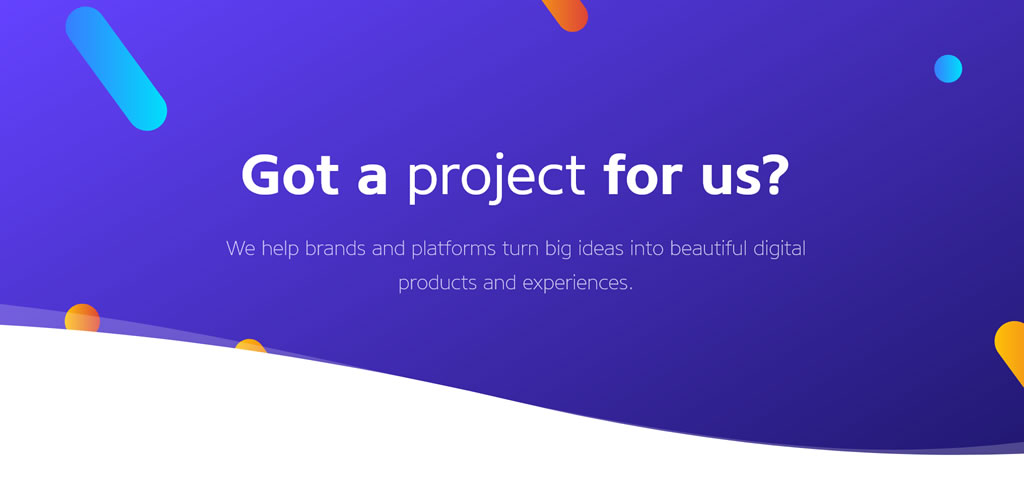 Got a project for us?
We help brands and platforms turn big ideas into beautiful digital
products and experiences.